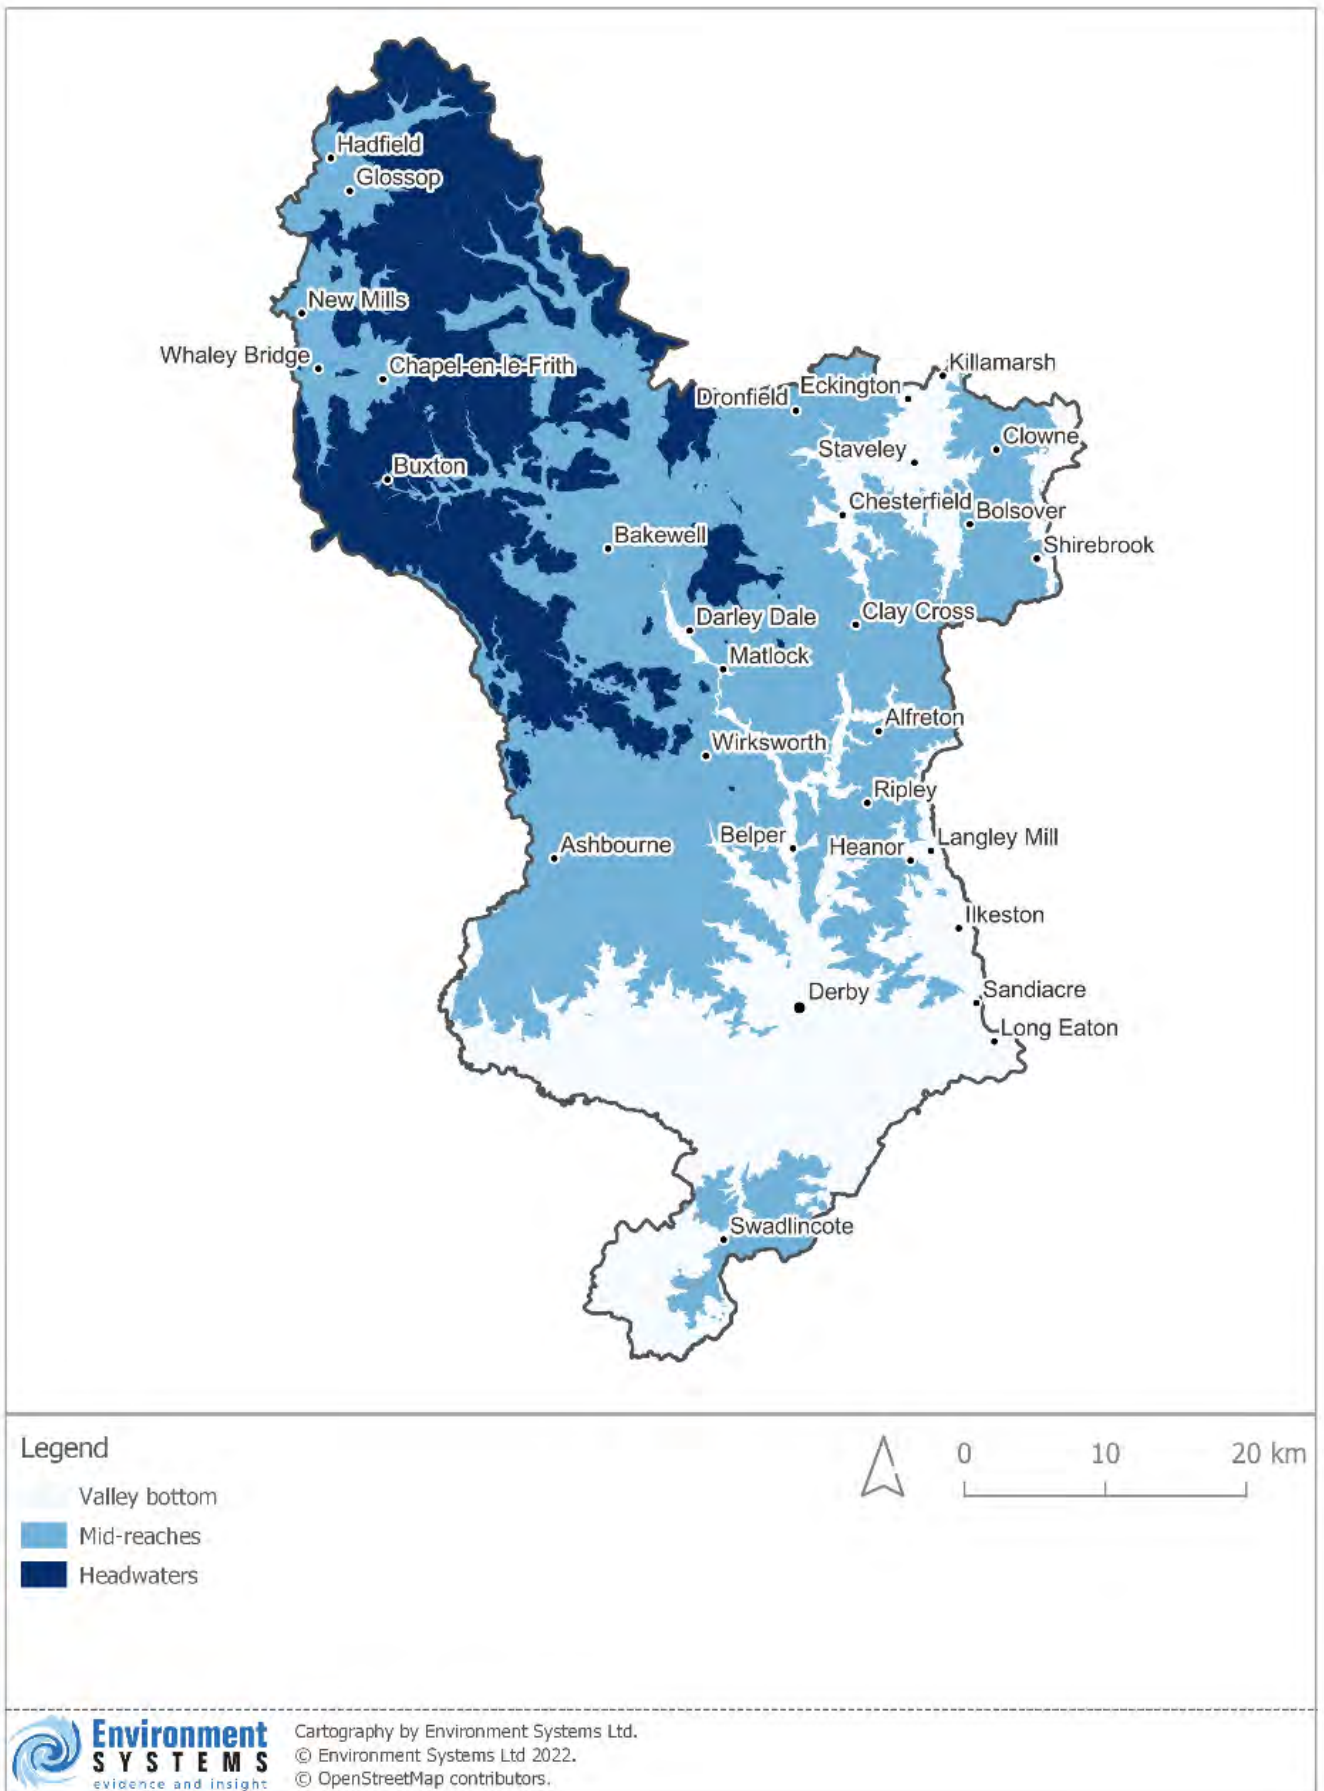 Hadfield
Glossop
New Mills
Whaley Bridge
Chapel-en-le-Frith
Killamarsh
Dronfield
Eckington
Clowne
Staveley
Buxton
Chesterfield
Bolsover
Bakewell
Shirebrook
Darley Dale
Clay Cross
Matlock
Alfreton
Wirksworth
Ripley
Belper
Heanor
Langley Mill
Ashbourne
Ilkeston
Derby
Sandiacre
Long Eaton
Swadlincote
Legend
0 10 20 km
Valley bottom
Mid-reaches
Headwaters
Environment
SYSTEMS
evidence and insight
Cartography by Environment Systems Ltd.
© Environment Systems Ltd 2022.
© OpenStreetMap contributors.